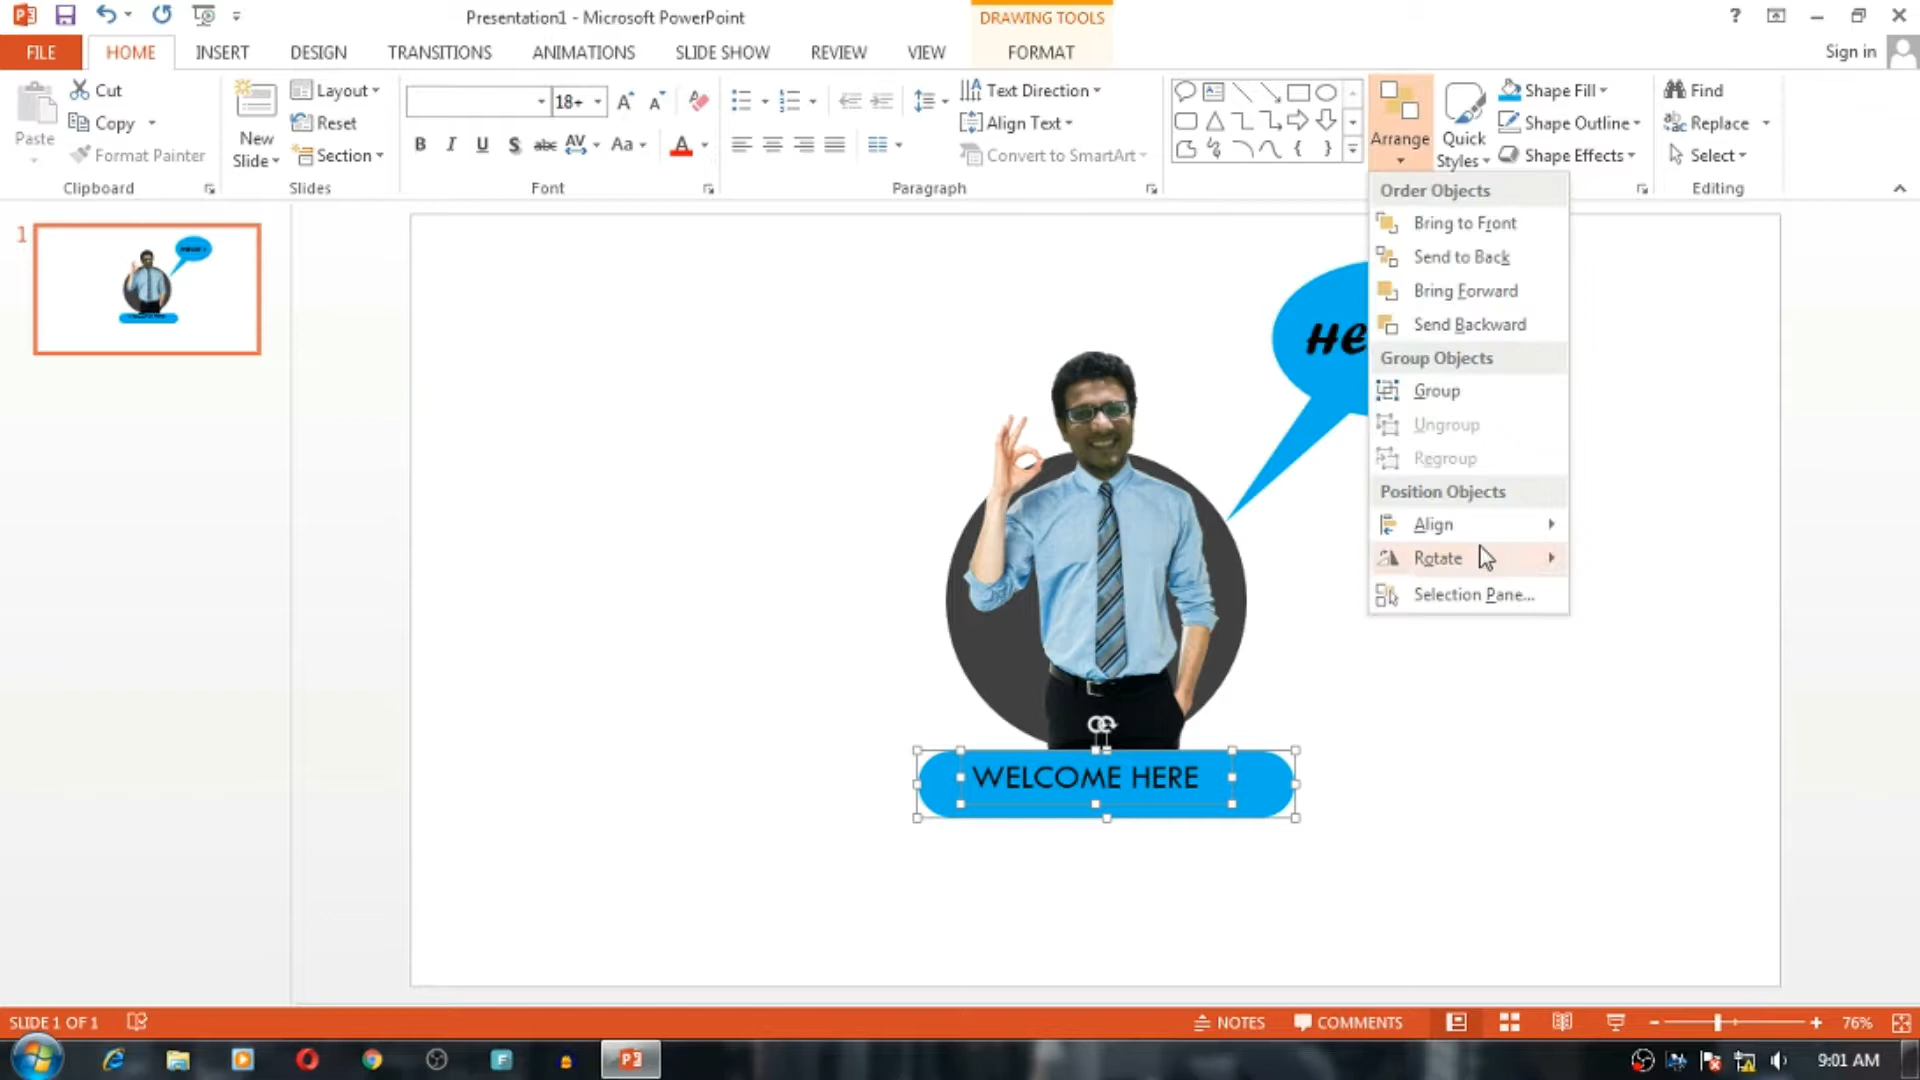 Presentation1 - Microsoft PowerPoint
DRAWING TOOLS
?
FILE
HOME
INSERT
DESIGN
TRANSITIONS
ANIMATIONS
SLIDE SHOW
REVIEW
VIEW
FORMAT
Sign in
Paste
Cut
Copy
Format Painter
Clipboard
New
Slide
Layout
Reset
Section
Slides
18+
B I U S abc AV Aa A
Font
Text Direction
Align Text
Convert to SmartArt
Paragraph
Arrange
Quick
Styles
Shape Fill
Shape Outline
Shape Effects
Find
Replace
Select
Editing
Order Objects
Bring to Front
Send to Back
Bring Forward
Send Backward
Group Objects
Group
Ungroup
Regroup
Position Objects
Align
Rotate
Selection Pane...
1
He
WELCOME HERE
SLIDE 1 OF 1
NOTES
COMMENTS
76%
9:01 AM